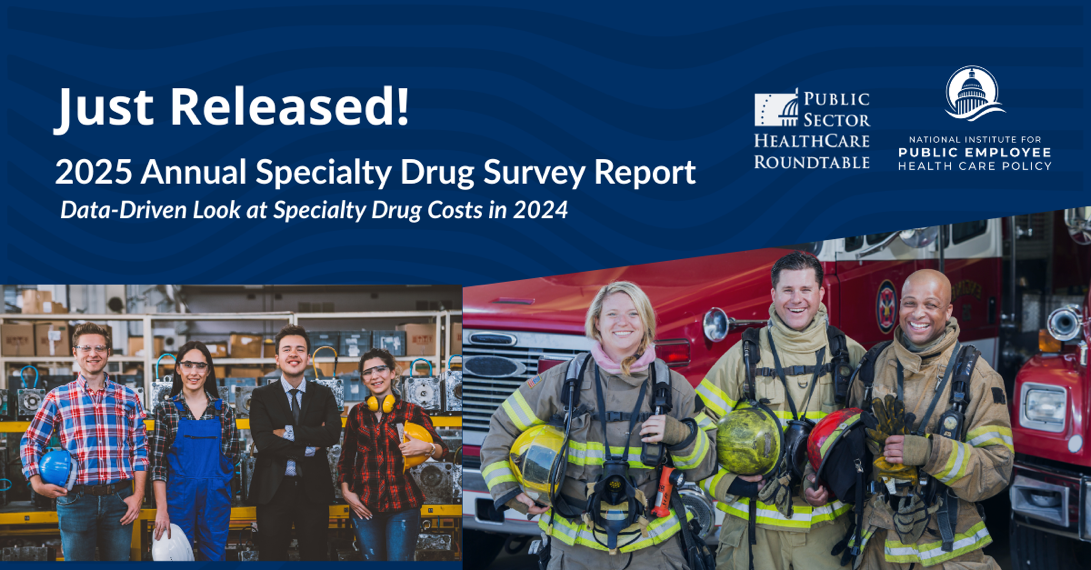 Just Released!
2025 Annual Specialty Drug Survey Report
Data-Driven Look at Specialty Drug Costs in 2024
PUBLIC
SECTOR
HEALTHCARE
ROUNDTABLE
NATIONAL INSTITUTE FOR
PUBLIC EMPLOYEE
HEALTH CARE POLICY